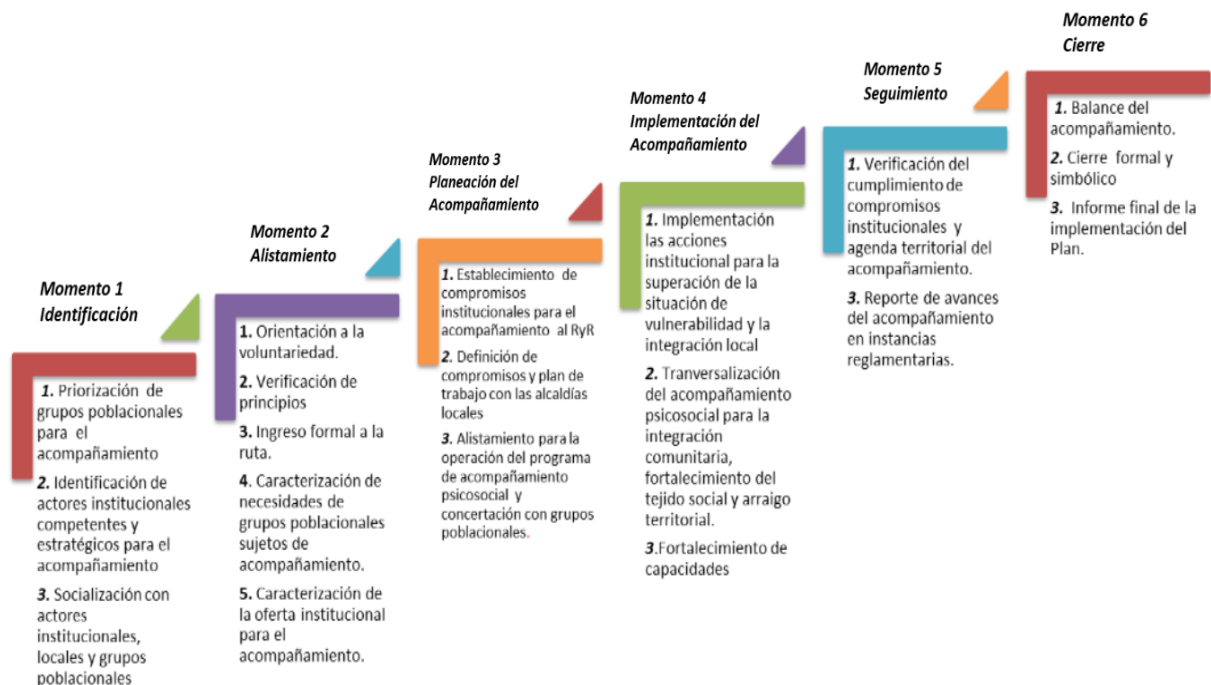 Momento 1
Identificación
1. Priorización de
grupos poblacionales
para el
acompañamiento
2. Identificación de
actores institucionales
competentes y
estratégicos para el
acompañamiento
3. Socialización con
actores
institucionales,
locales y grupos
poblacionales
Momento 2
Alistamiento
1. Orientación a la
voluntariedad.
2. Verificación de
principios
3. Ingreso formal a la
ruta.
4. Caracterización de
necesidades de
grupos poblacionales
sujetos de
acompañamiento.
5. Caracterización de
la oferta institucional
para el
acompañamiento.
Momento 3
Planeación del
Acompañamiento
1. Establecimiento de
compromisos
institucionales para el
acompañamiento al RyR
2. Definición de
compromisos y plan de
trabajo con las alcaldías
locales
3. Alistamiento para la
operación del programa
de acompañamiento
psicosocial y
concertación con grupos
poblacionales.
Momento 4
Implementación del
Acompañamiento
1. Implementación
las acciones
institucional para la
superación de la
situación de
vulnerabilidad y la
integración local
2. Tranversalización
del acompañamiento
psicosocial para la
integración
comunitaria,
fortalecimiento del
tejido social y arraigo
territorial.
3.Fortalecimiento de
capacidades
Momento 5
Seguimiento
1. Verificación del
cumplimiento de
compromisos
institucionales y
agenda territorial del
acompañamiento.
3. Reporte de avances
del acompañamiento
en instancias
reglamentarias.
Momento 6
Cierre
1. Balance del
acompañamiento.
2. Cierre formal y
simbólico
3. Informe final de la
implementación del
Plan.